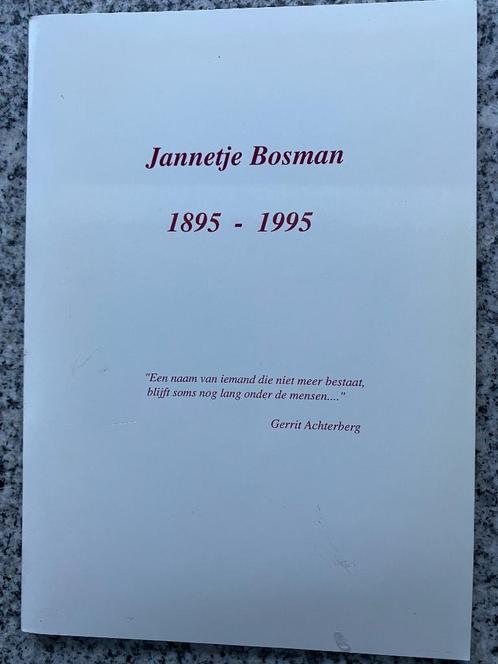 Jannetje Bosman
1895 - 1995
"Een naam van iemand die niet meer bestaat,
blijft soms nog lang onder de mensen...."
Gerrit Achterberg